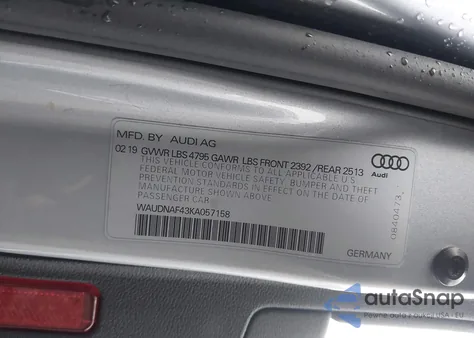 MFD. BY AUDI AG
02 19 GVWR LBS 4795 GAWR LBS FRONT 2392 /REAR 2513
THIS VEHICLE CONFORMS TO ALL APPLICABLE U.S.
FEDERAL MOTOR VEHICLE SAFETY, BUMPER AND THEFT
PREVENTION STANDARDS IN EFFECT ON THE DATE OF
MANUFACTURE SHOWN ABOVE.
PASSENGER CAR
WAUDNAF43KA057158
Audi
0840473
GERMANY
autoSnap